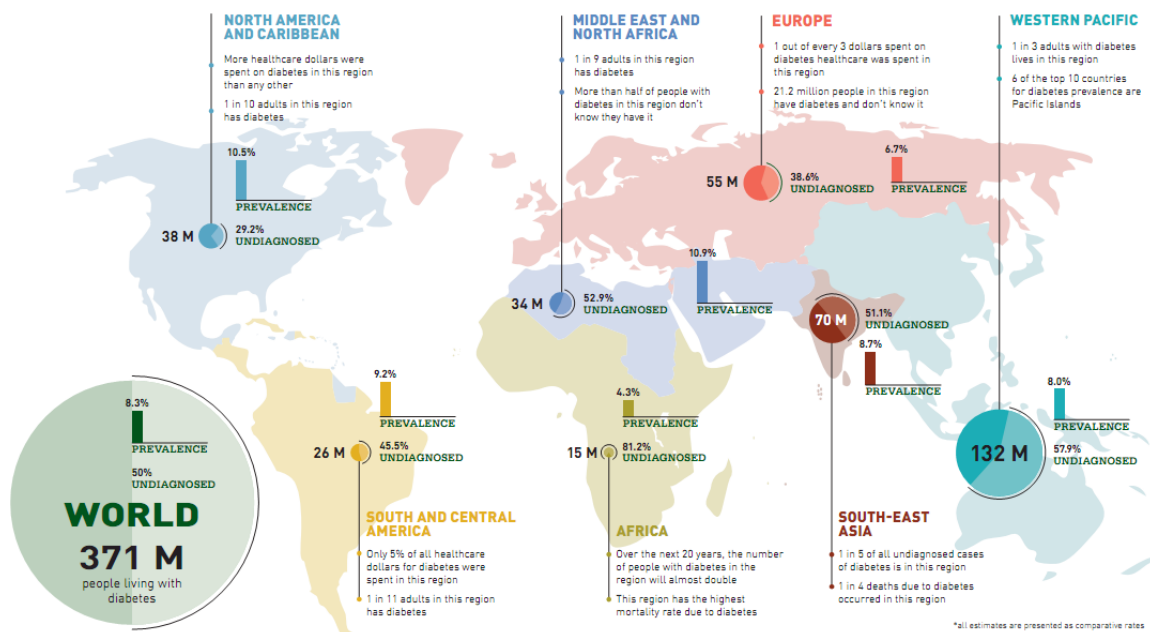 NORTH AMERICA
AND CARIBBEAN
More healthcare dollars were
spent on diabetes in this region
than any other
1 in 10 adults in this region
has diabetes
10.5%
PREVALENCE
38 M
29.2%
UNDIAGNOSED
MIDDLE EAST AND
NORTH AFRICA
1 in 9 adults in this region
has diabetes
More than half of people with
diabetes in this region don't
know they have it
10.9%
PREVALENCE
34 M
52.9%
UNDIAGNOSED
EUROPE
1 out of every 3 dollars spent on
diabetes healthcare was spent in
this region
21.2 million people in this region
have diabetes and don't know it
6.7%
PREVALENCE
55 M
38.6%
UNDIAGNOSED
WESTERN PACIFIC
1 in 3 adults with diabetes
lives in this region
6 of the top 10 countries
for diabetes prevalence are
Pacific Islands
8.0%
PREVALENCE
132 M
57.9%
UNDIAGNOSED
70 M
51.1%
UNDIAGNOSED
8.7%
PREVALENCE
SOUTH-EAST
ASIA
1 in 5 of all undiagnosed cases
of diabetes is in this region
1 in 4 deaths due to diabetes
occurred in this region
8.3%
PREVALENCE
50%
UNDIAGNOSED
WORLD
371 M
people living with
diabetes
9.2%
PREVALENCE
26 M
45.5%
UNDIAGNOSED
SOUTH AND CENTRAL
AMERICA
Only 5% of all healthcare
dollars for diabetes were
spent in this region
1 in 11 adults in this region
has diabetes
4.3%
PREVALENCE
15 M
81.2%
UNDIAGNOSED
AFRICA
Over the next 20 years, the number
of people with diabetes in the
region will almost double
This region has the highest
mortality rate due to diabetes
*all estimates are presented as comparative rates